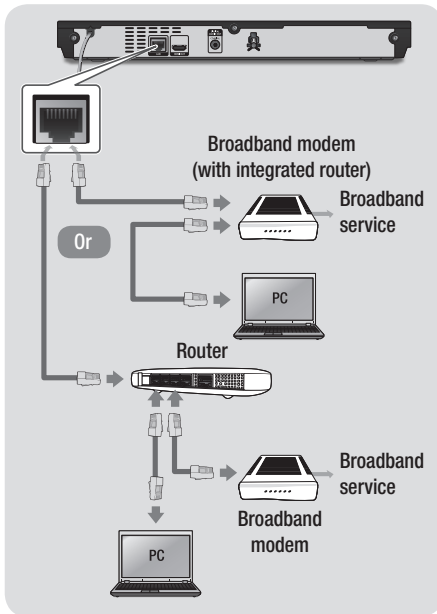 Broadband modem
(with integrated router)
Broadband
service
Or
PC
Router
Broadband
service
Broadband
modem
PC